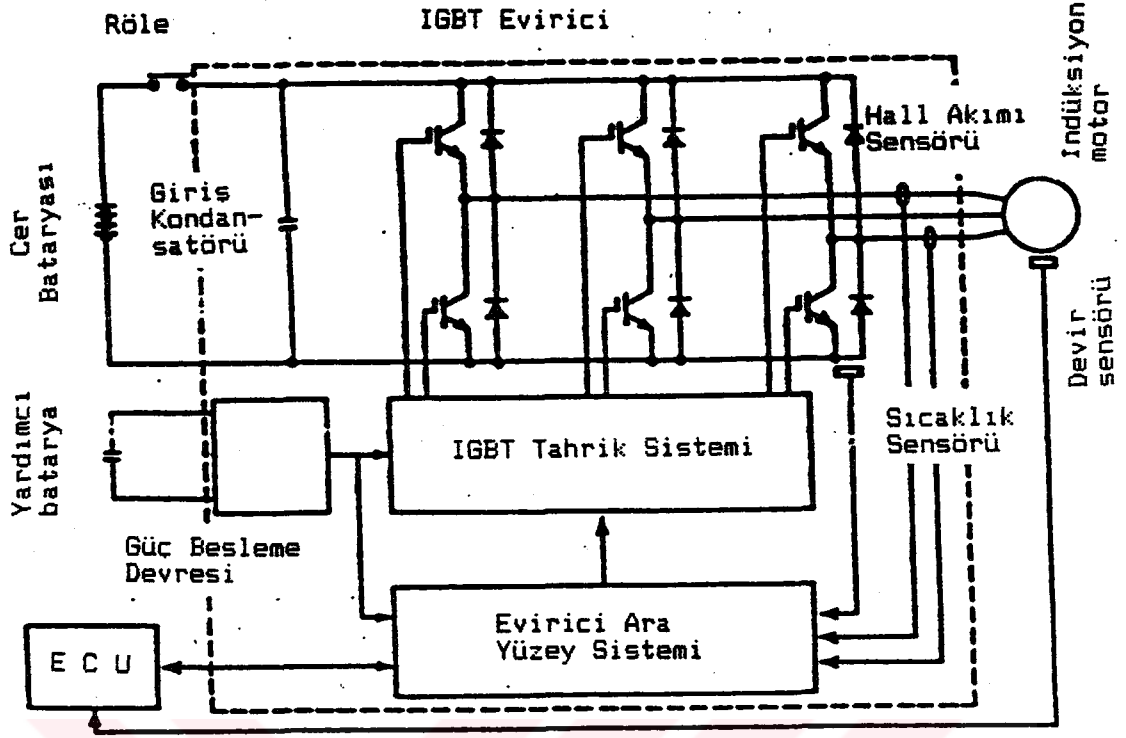 Röle
IGBT Evirici
Indüksiyon
motor
Hall Akımı
Sensörü
Giriş
Kondan-
satörü
Cer
Bataryası
Devir
sensörü
Yardımcı
batarya
IGBT Tahrik Sistemi
Sıcaklık
Sensörü
Güç Besleme
Devresi
Evirici Ara
Yüzey Sistemi
E C U